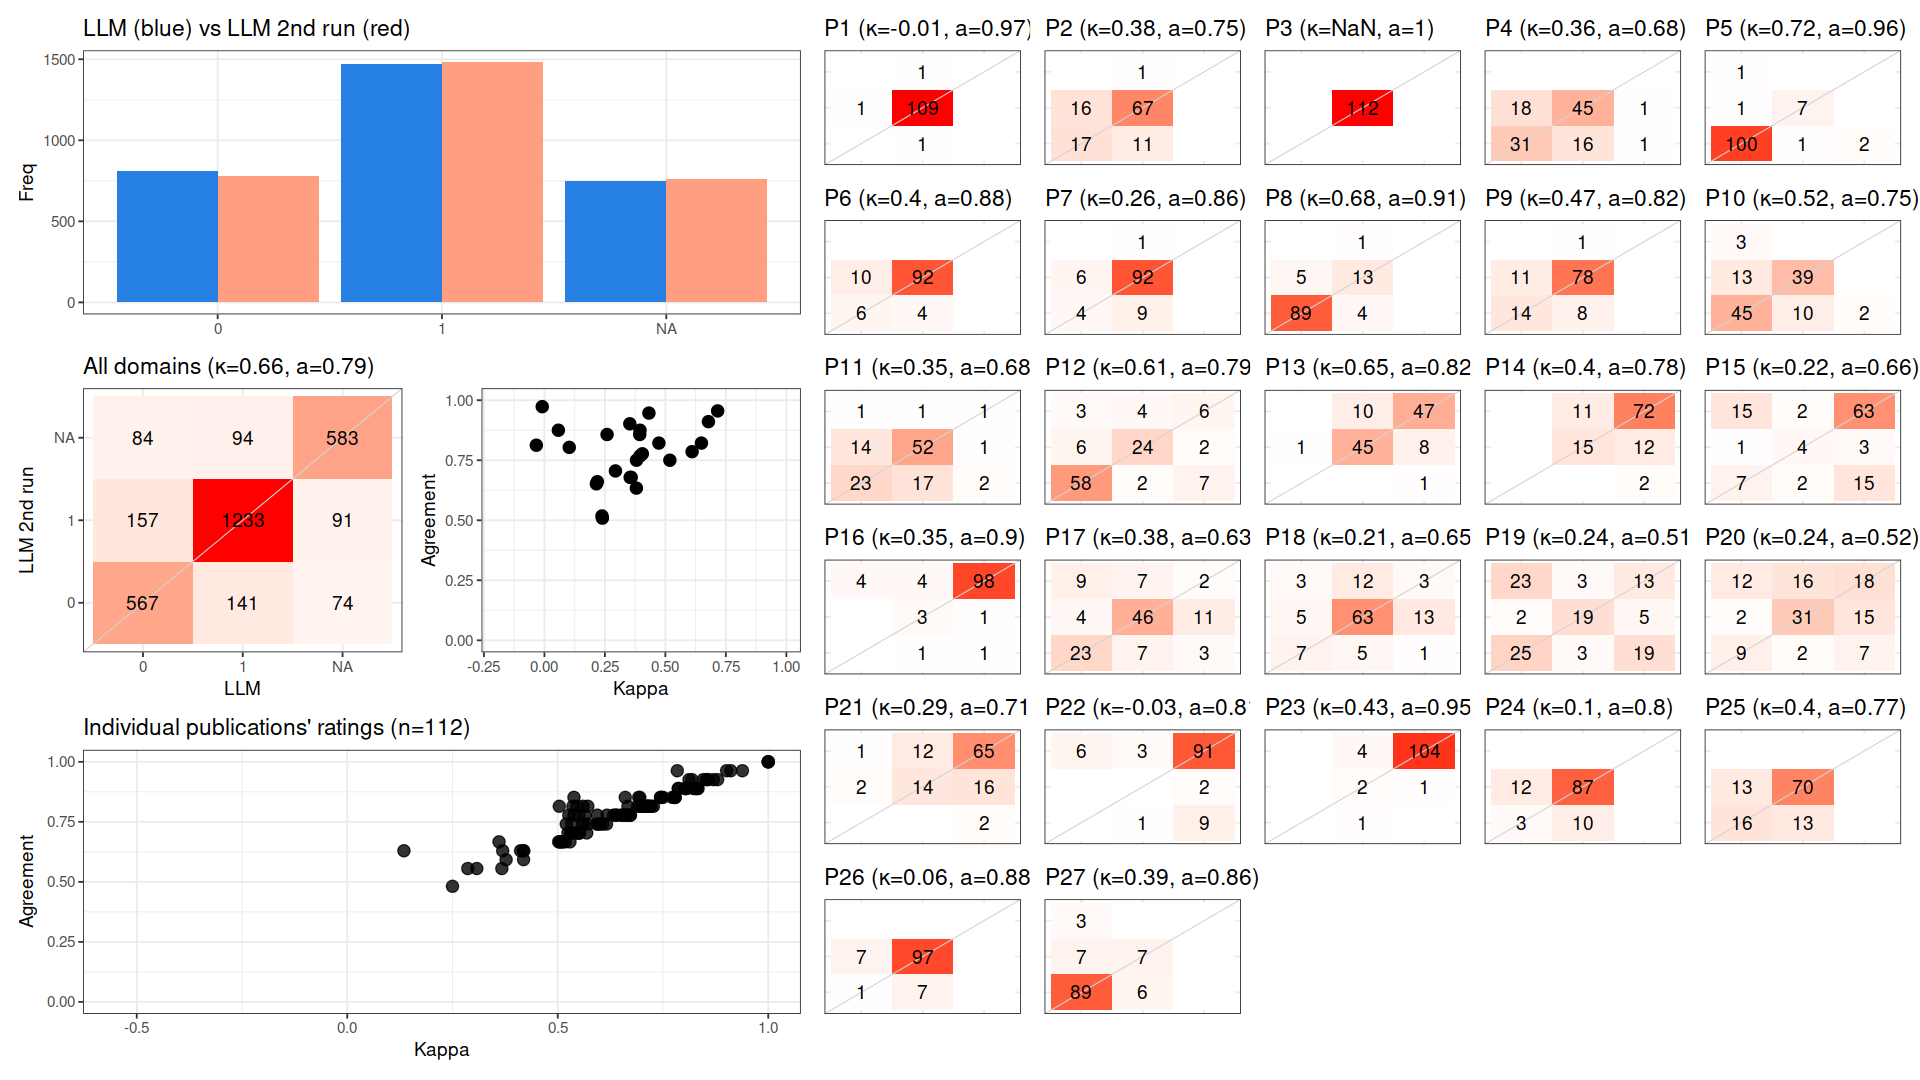 LLM (blue) vs LLM 2nd run (red)
Freq
1500
1000
500
0
0 1 NA
All domains (κ=0.66, a=0.79)
LLM 2nd run
NA 84 94 583
1 157 1233 91
0 567 141 74
0 1 NA
LLM
Agreement
1.00
0.75
0.50
0.25
0.00
-0.25 0.00 0.25 0.50 0.75 1.00
Kappa
Individual publications' ratings (n=112)
Agreement
1.00
0.75
0.50
0.25
0.00
-0.5 0.0 0.5 1.0
Kappa
P1 (κ=-0.01, a=0.97)
1
1 109
1
P2 (κ=0.38, a=0.75)
1
16 67
17 11
P3 (κ=NaN, a=1)
112
P4 (κ=0.36, a=0.68)
18 45 1
31 16 1
P5 (κ=0.72, a=0.96)
1
1 7
100 1 2
P6 (κ=0.4, a=0.88)
10 92
6 4
P7 (κ=0.26, a=0.86)
1
6 92
4 9
P8 (κ=0.68, a=0.91)
1
5 13
89 4
P9 (κ=0.47, a=0.82)
1
11 78
14 8
P10 (κ=0.52, a=0.75)
3
13 39
45 10 2
P11 (κ=0.35, a=0.68
1 1 1
14 52 1
23 17 2
P12 (κ=0.61, a=0.79
3 4 6
6 24 2
58 2 7
P13 (κ=0.65, a=0.82
10 47
1 45 8
1
P14 (κ=0.4, a=0.78)
11 72
15 12
2
P15 (κ=0.22, a=0.66)
15 2 63
1 4 3
7 2 15
P16 (κ=0.35, a=0.9)
4 4 98
3 1
1 1
P17 (κ=0.38, a=0.63
9 7 2
4 46 11
23 7 3
P18 (κ=0.21, a=0.65
3 12 3
5 63 13
7 5 1
P19 (κ=0.24, a=0.51
23 3 13
2 19 5
25 3 19
P20 (κ=0.24, a=0.52)
12 16 18
2 31 15
9 2 7
P21 (κ=0.29, a=0.71
1 12 65
2 14 16
2
P22 (κ=-0.03, a=0.8
6 3 91
2
1 9
P23 (κ=0.43, a=0.95
4 104
2 1
1
P24 (κ=0.1, a=0.8)
12 87
3 10
P25 (κ=0.4, a=0.77)
13 70
16 13
P26 (κ=0.06, a=0.88
7 97
1 7
P27 (κ=0.39, a=0.86)
3
7 7
89 6